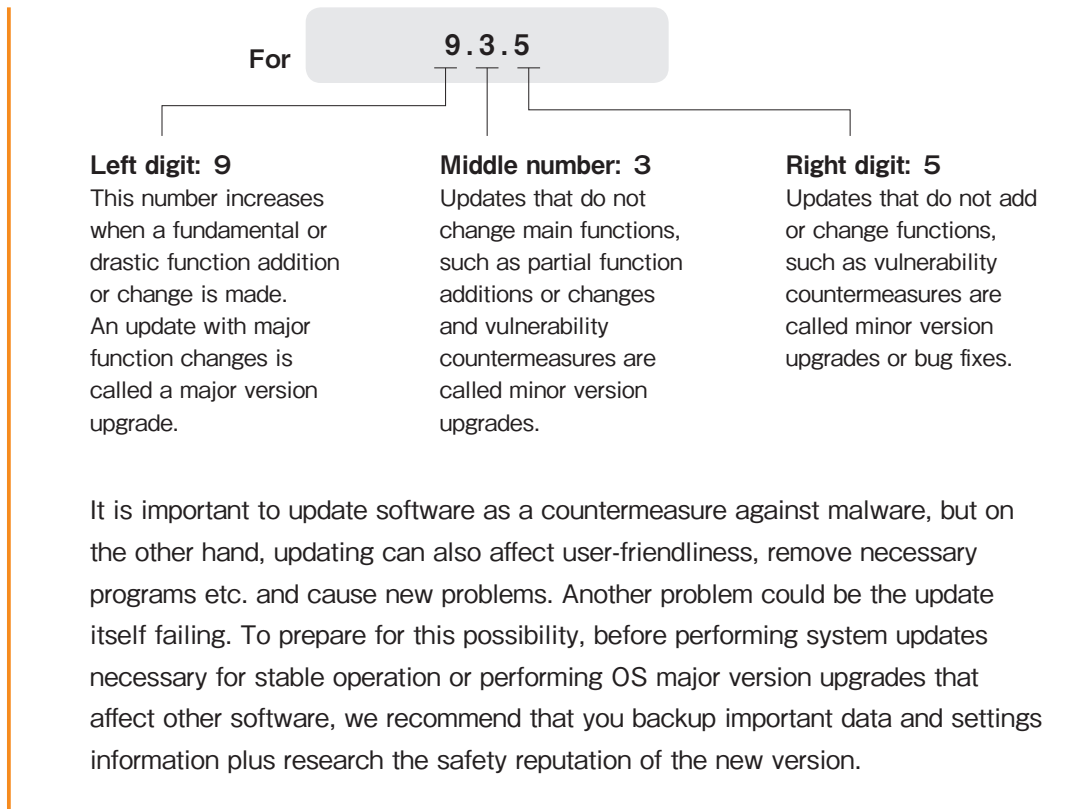 For
9.3.5
Left digit: 9
This number increases
when a fundamental or
drastic function addition
or change is made.
An update with major
function changes is
called a major version
upgrade.
Middle number: 3
Updates that do not
change main functions,
such as partial function
additions or changes
and vulnerability
countermeasures are
called minor version
upgrades.
Right digit: 5
Updates that do not add
or change functions,
such as vulnerability
countermeasures are
called minor version
upgrades or bug fixes.
It is important to update software as a countermeasure against malware, but on
the other hand, updating can also affect user-friendliness, remove necessary
programs etc. and cause new problems. Another problem could be the update
itself failing. To prepare for this possibility, before performing system updates
necessary for stable operation or performing OS major version upgrades that
affect other software, we recommend that you backup important data and settings
information plus research the safety reputation of the new version.